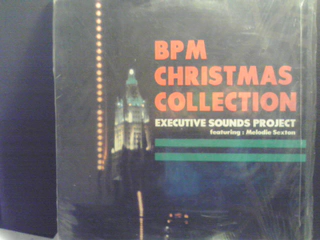 BPM
CHRISTMAS
COLLECTION
EXECUTIVE SOUNDS PROJECT
featuring : Melodie Sexton